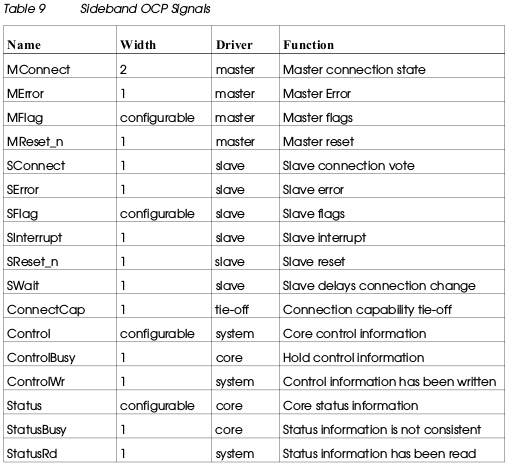 Table 9 Sideband OCP Signals
Name Width Driver Function
MConnect 2 master Master connection state
MError 1 master Master Error
MFlag configurable master Master flags
MReset_n 1 master Master reset
SConnect 1 slave Slave connection vote
SError 1 slave Slave error
SFlag configurable slave Slave flags
SInterrupt 1 slave Slave interrupt
SReset_n 1 slave Slave reset
SWait 1 slave Slave delays connection change
ConnectCap 1 tie-off Connection capability tie-off
Control configurable system Core control information
ControlBusy 1 core Hold control information
ControlWr 1 system Control information has been written
Status configurable core Core status information
StatusBusy 1 core Status information is not consistent
StatusRd 1 system Status information has been read